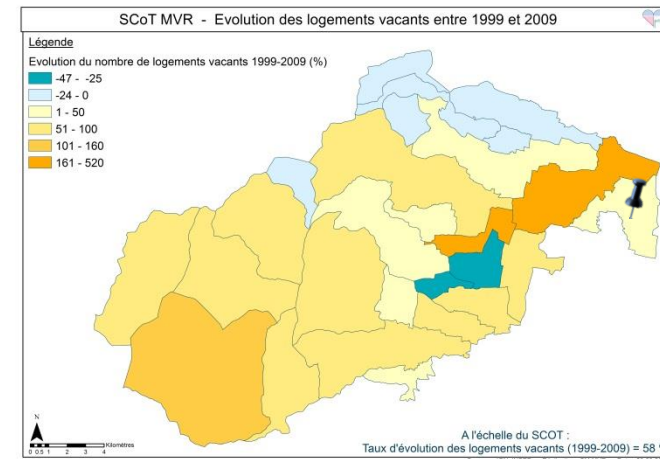 SCoT MVR - Evolution des logements vacants entre 1999 et 2009
Légende
Evolution du nombre de logements vacants 1999-2009 (%)
-47 - -25
-24 - 0
1 - 50
51 - 100
101 - 160
161 - 520
N
0 0.5 1 2 3 4 Kilomètres
A l'échelle du SCOT :
Taux d'évolution des logements vacants (1999-2009) = 58